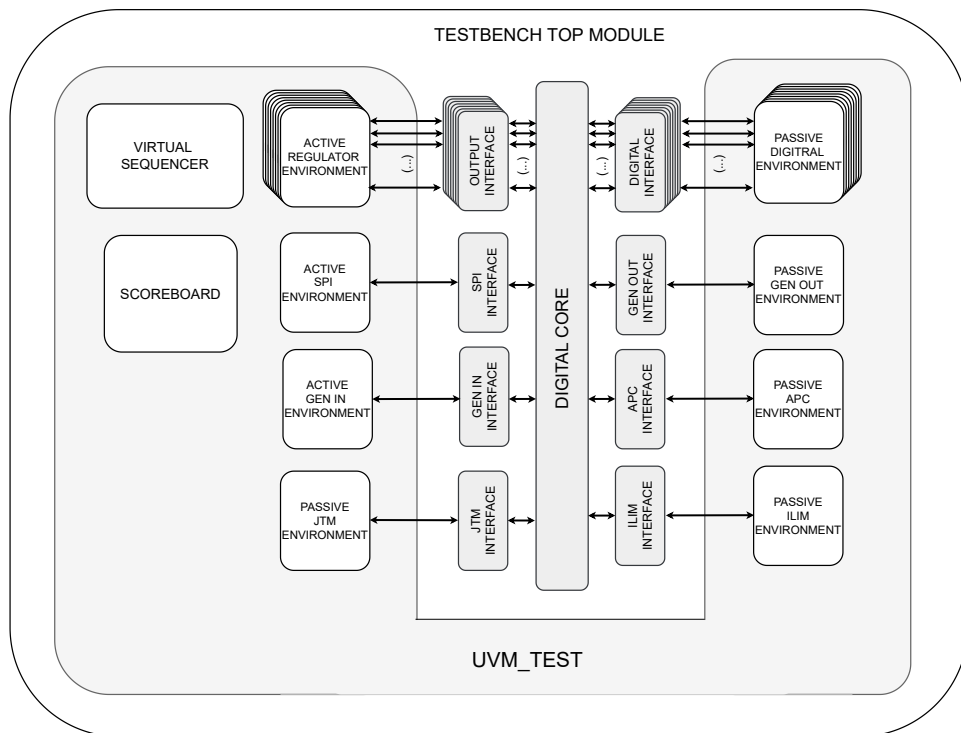 TESTBENCH TOP MODULE
VIRTUAL
SEQUENCER
SCOREBOARD
ACTIVE
REGULATOR
ENVIRONMENT
(...)
OUTPUT
INTERFACE
(...)
DIGITAL CORE
(...)
DIGITAL
INTERFACE
(...)
PASSIVE
DIGITRAL
ENVIRONMENT
ACTIVE
SPI
ENVIRONMENT
SPI
INTERFACE
GEN OUT
INTERFACE
PASSIVE
GEN OUT
ENVIRONMENT
ACTIVE
GEN IN
ENVIRONMENT
GEN IN
INTERFACE
APC
INTERFACE
PASSIVE
APC
ENVIRONMENT
PASSIVE
JTM
ENVIRONMENT
JTM
INTERFACE
ILIM
INTERFACE
PASSIVE
ILIM
ENVIRONMENT
UVM_TEST